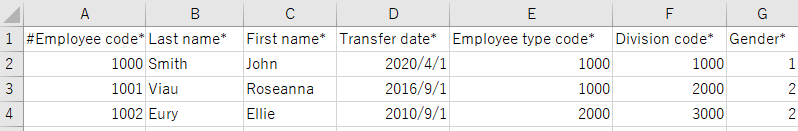 A B C D E F G
1 #Employee code* Last name* First name* Transfer date* Employee type code* Division code* Gender*
2 1000 Smith John 2020/4/1 1000 1000 1
3 1001 Viau Roseanna 2016/9/1 1000 2000 2
4 1002 Eury Ellie 2010/9/1 2000 3000 2